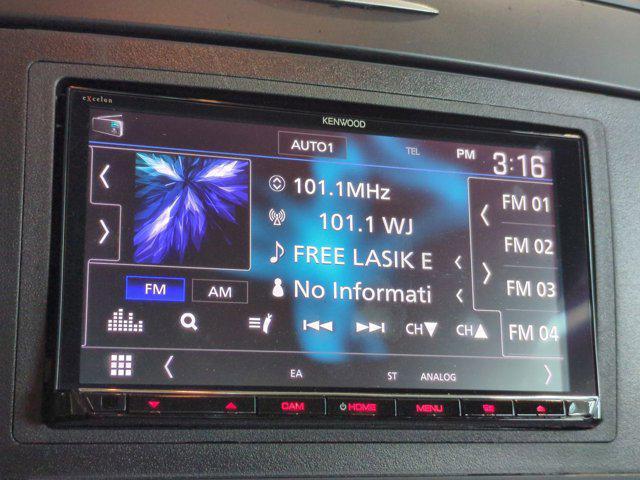 eXcelon
KENWOOD
AUTO1
TEL
PM 3:16
101.1MHz
101.1 WJ
FREE LASIK E
No Informati
FM 01
FM 02
FM 03
FM 04
FM AM
CH▼ CH▲
EA ST ANALOG
CAM HOME MENU